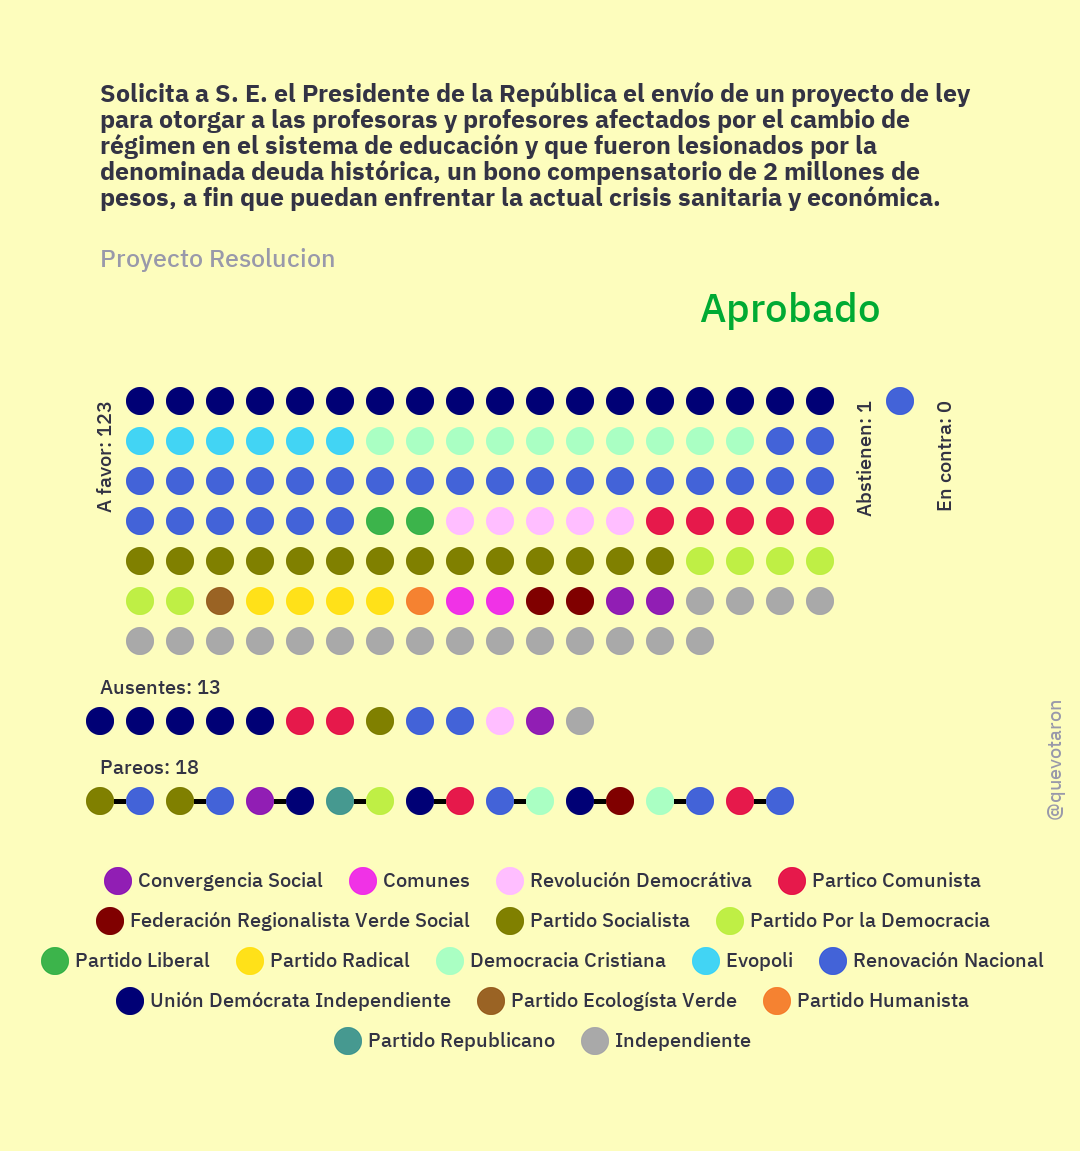 Solicita a S. E. el Presidente de la República el envío de un proyecto de ley
para otorgar a las profesoras y profesores afectados por el cambio de
régimen en el sistema de educación y que fueron lesionados por la
denominada deuda histórica, un bono compensatorio de 2 millones de
pesos, a fin que puedan enfrentar la actual crisis sanitaria y económica.
Proyecto Resolucion
Aprobado
A favor: 123
Abstienen: 1
En contra: 0
Ausentes: 13
Pareos: 18
@quevotaron
Convergencia Social
Comunes
Revolución Democrátiva
Partico Comunista
Federación Regionalista Verde Social
Partido Socialista
Partido Por la Democracia
Partido Liberal
Partido Radical
Democracia Cristiana
Evopoli
Renovación Nacional
Unión Demócrata Independiente
Partido Ecologísta Verde
Partido Humanista
Partido Republicano
Independiente